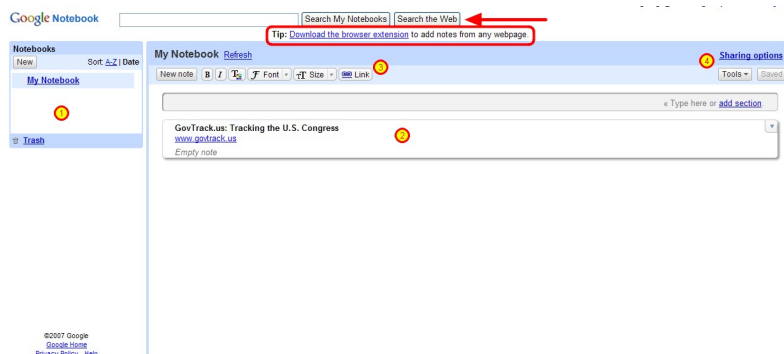 Google Notebook
Search My Notebooks Search the Web
Tip: Download the browser extension to add notes from any webpage.
Notebooks
New Sort: A-Z | Date
My Notebook
1
Trash
My Notebook Refresh
Sharing options
4
New note B I T Font T Size Link
3
Tools Saved
« Type here or add section
GovTrack.us: Tracking the U.S. Congress
www.govtrack.us
2
Empty note
©2007 Google
Google Home
Privacy Policy Help